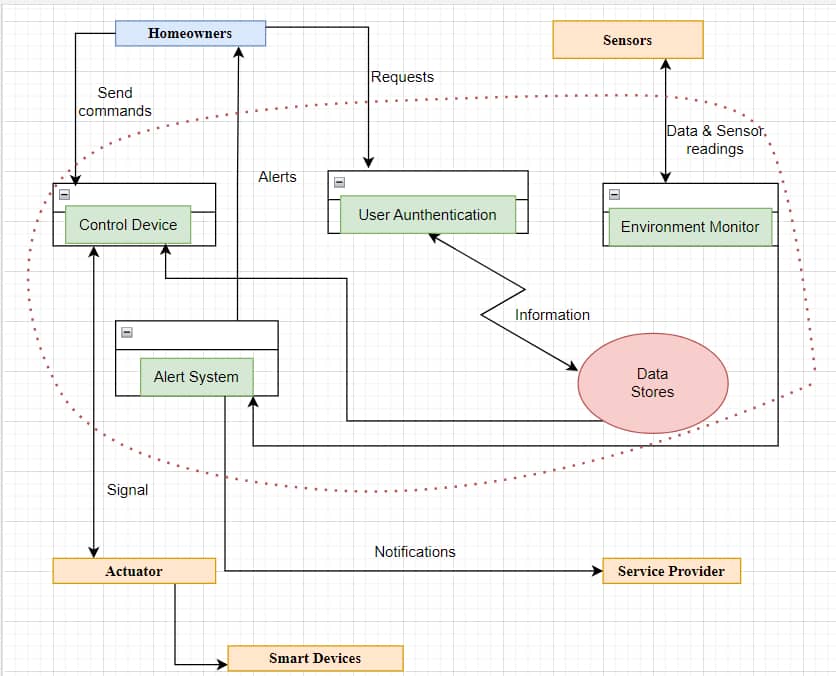 Homeowners
Sensors
Requests
Send
commands
Data & Sensor.
readings
Alerts
Control Device
User Aunthentication
Environment Monitor
Information
Alert System
Data
Stores
Signal
Notifications
Actuator
Service Provider
Smart Devices